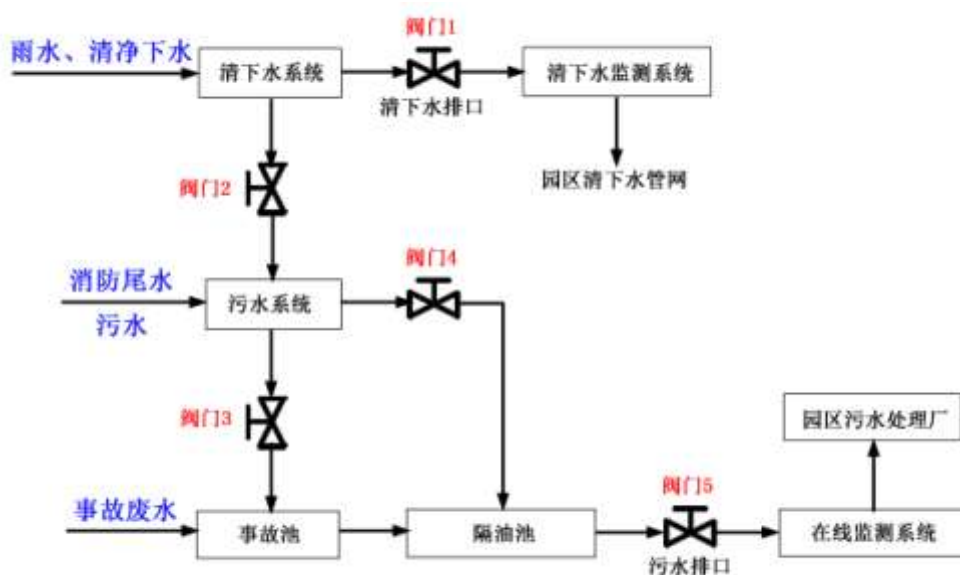 阀门1
雨水、清净下水
清下水系统
清下水监测系统
清下水排口
阀门2
园区清下水管网
阀门4
消防尾水
污水系统
污水
阀门3
园区污水处理厂
阀门5
事故废水
事故池
隔油池
在线监测系统
污水排口